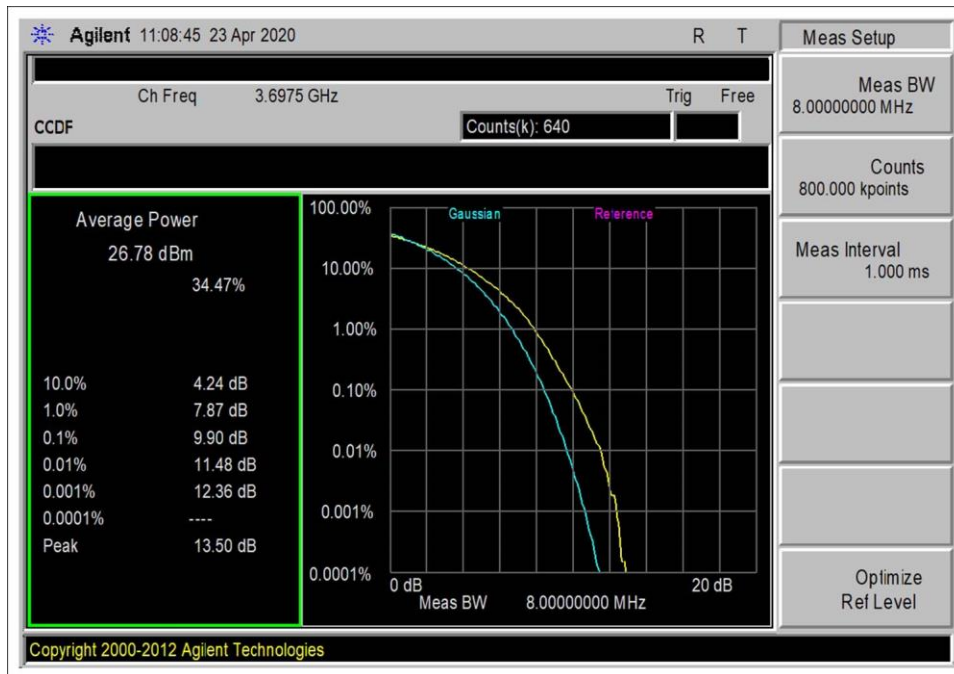 Agilent 11:08:45 23 Apr 2020 R T
Meas Setup
Ch Freq 3.6975 GHz Trig Free
CCDF Counts(k): 640
Meas BW
8.00000000 MHz
Counts
800.000 kpoints
Meas Interval
1.000 ms
Optimize
Ref Level
Average Power
26.78 dBm
34.47%
10.0% 4.24 dB
1.0% 7.87 dB
0.1% 9.90 dB
0.01% 11.48 dB
0.001% 12.36 dB
0.0001% ----
Peak 13.50 dB
Gaussian Reference
100.00%
10.00%
1.00%
0.10%
0.01%
0.001%
0.0001%
0 dB 20 dB
Meas BW 8.00000000 MHz
Copyright 2000-2012 Agilent Technologies